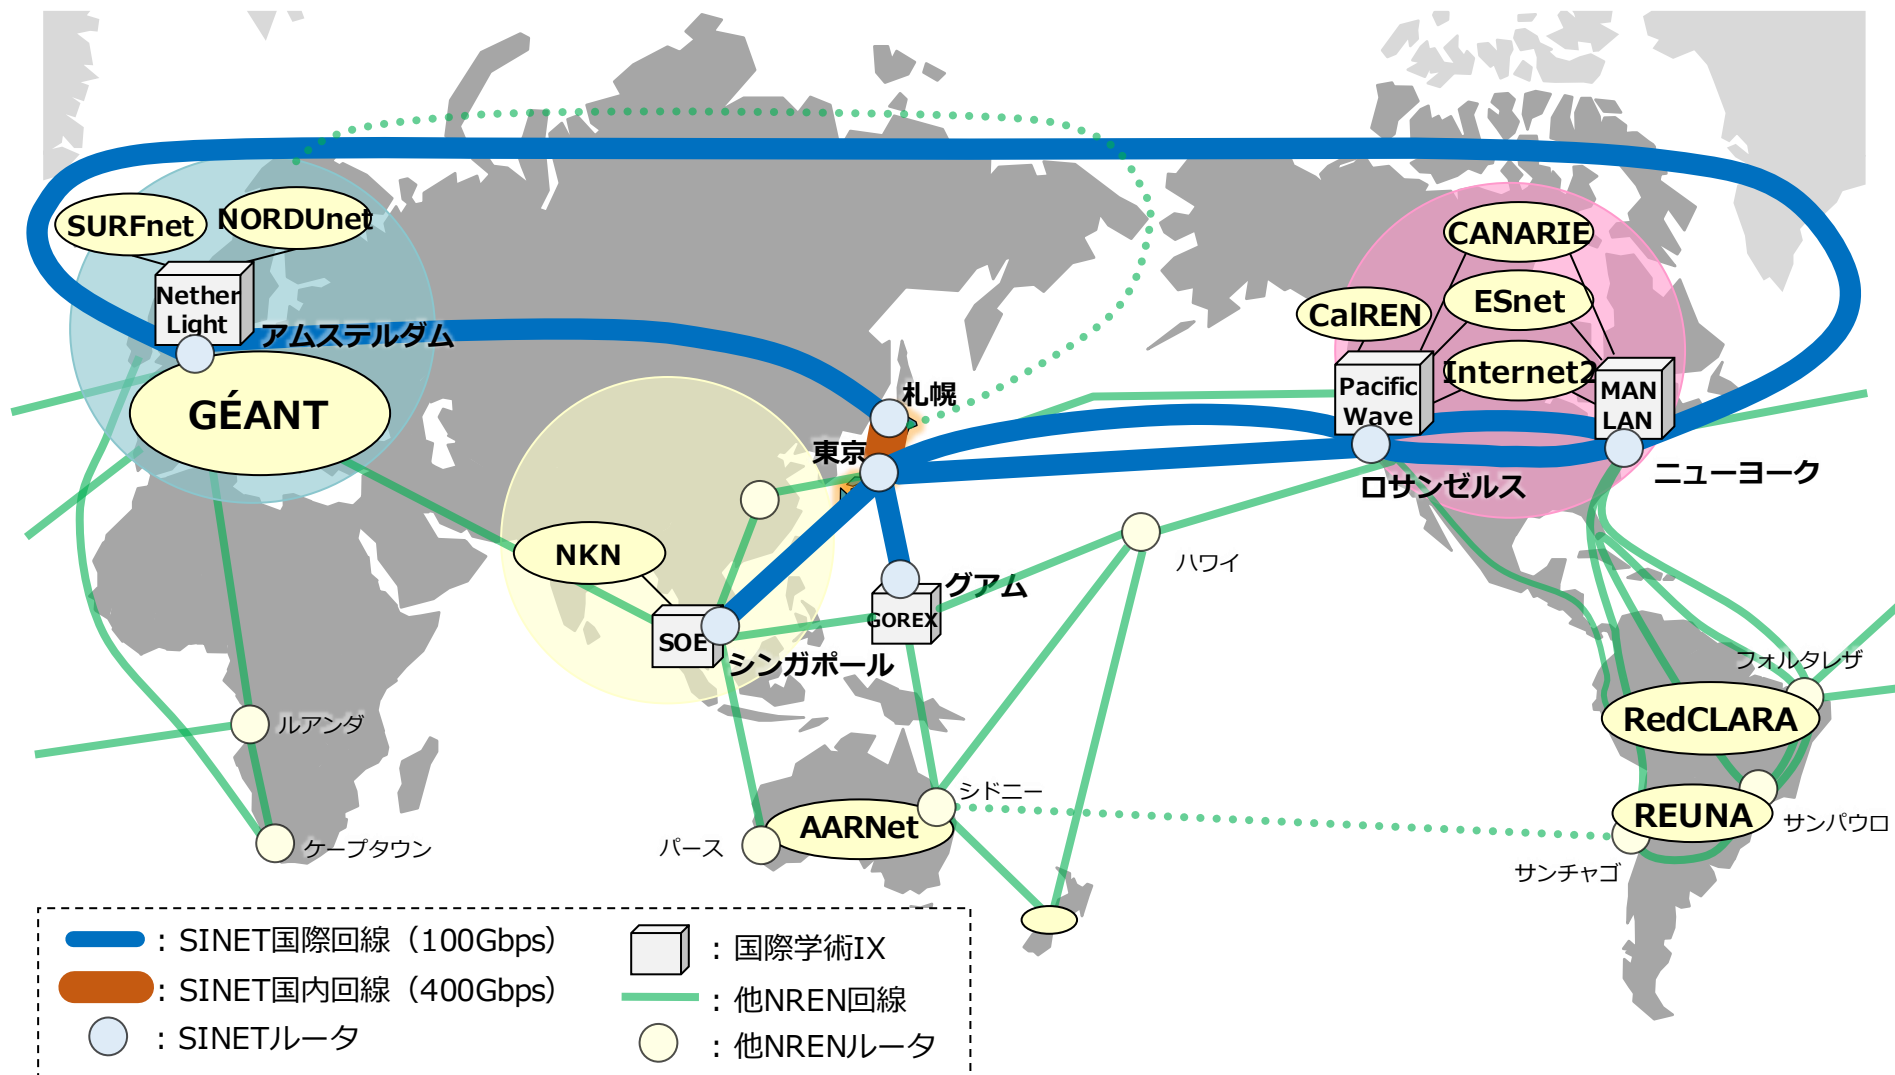 SURFnet
NORDUnet
Nether
Light
アムステルダム
GÉANT
CANARIE
ESnet
CalREN
Internet2
Pacific
Wave
MAN
LAN
札幌
東京
ロサンゼルス
ニューヨーク
NKN
SOE
シンガポール
グアム
GOREX
ハワイ
フォルタレザ
RedCLARA
ルアンダ
ケープタウン
パース
AARNet
シドニー
REUNA
サンパウロ
サンチャゴ
：SINET国際回線（100Gbps）
：SINET国内回線（400Gbps）
：SINETルータ
：国際学術IX
：他NREN回線
：他NRENルータ